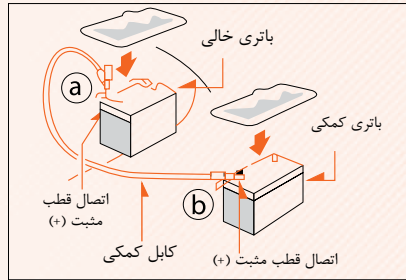 باتری خالی
a
باتری کمکی
اتصال قطب
مثبت (+)
b
کابل کمکی
اتصال قطب مثبت (+)